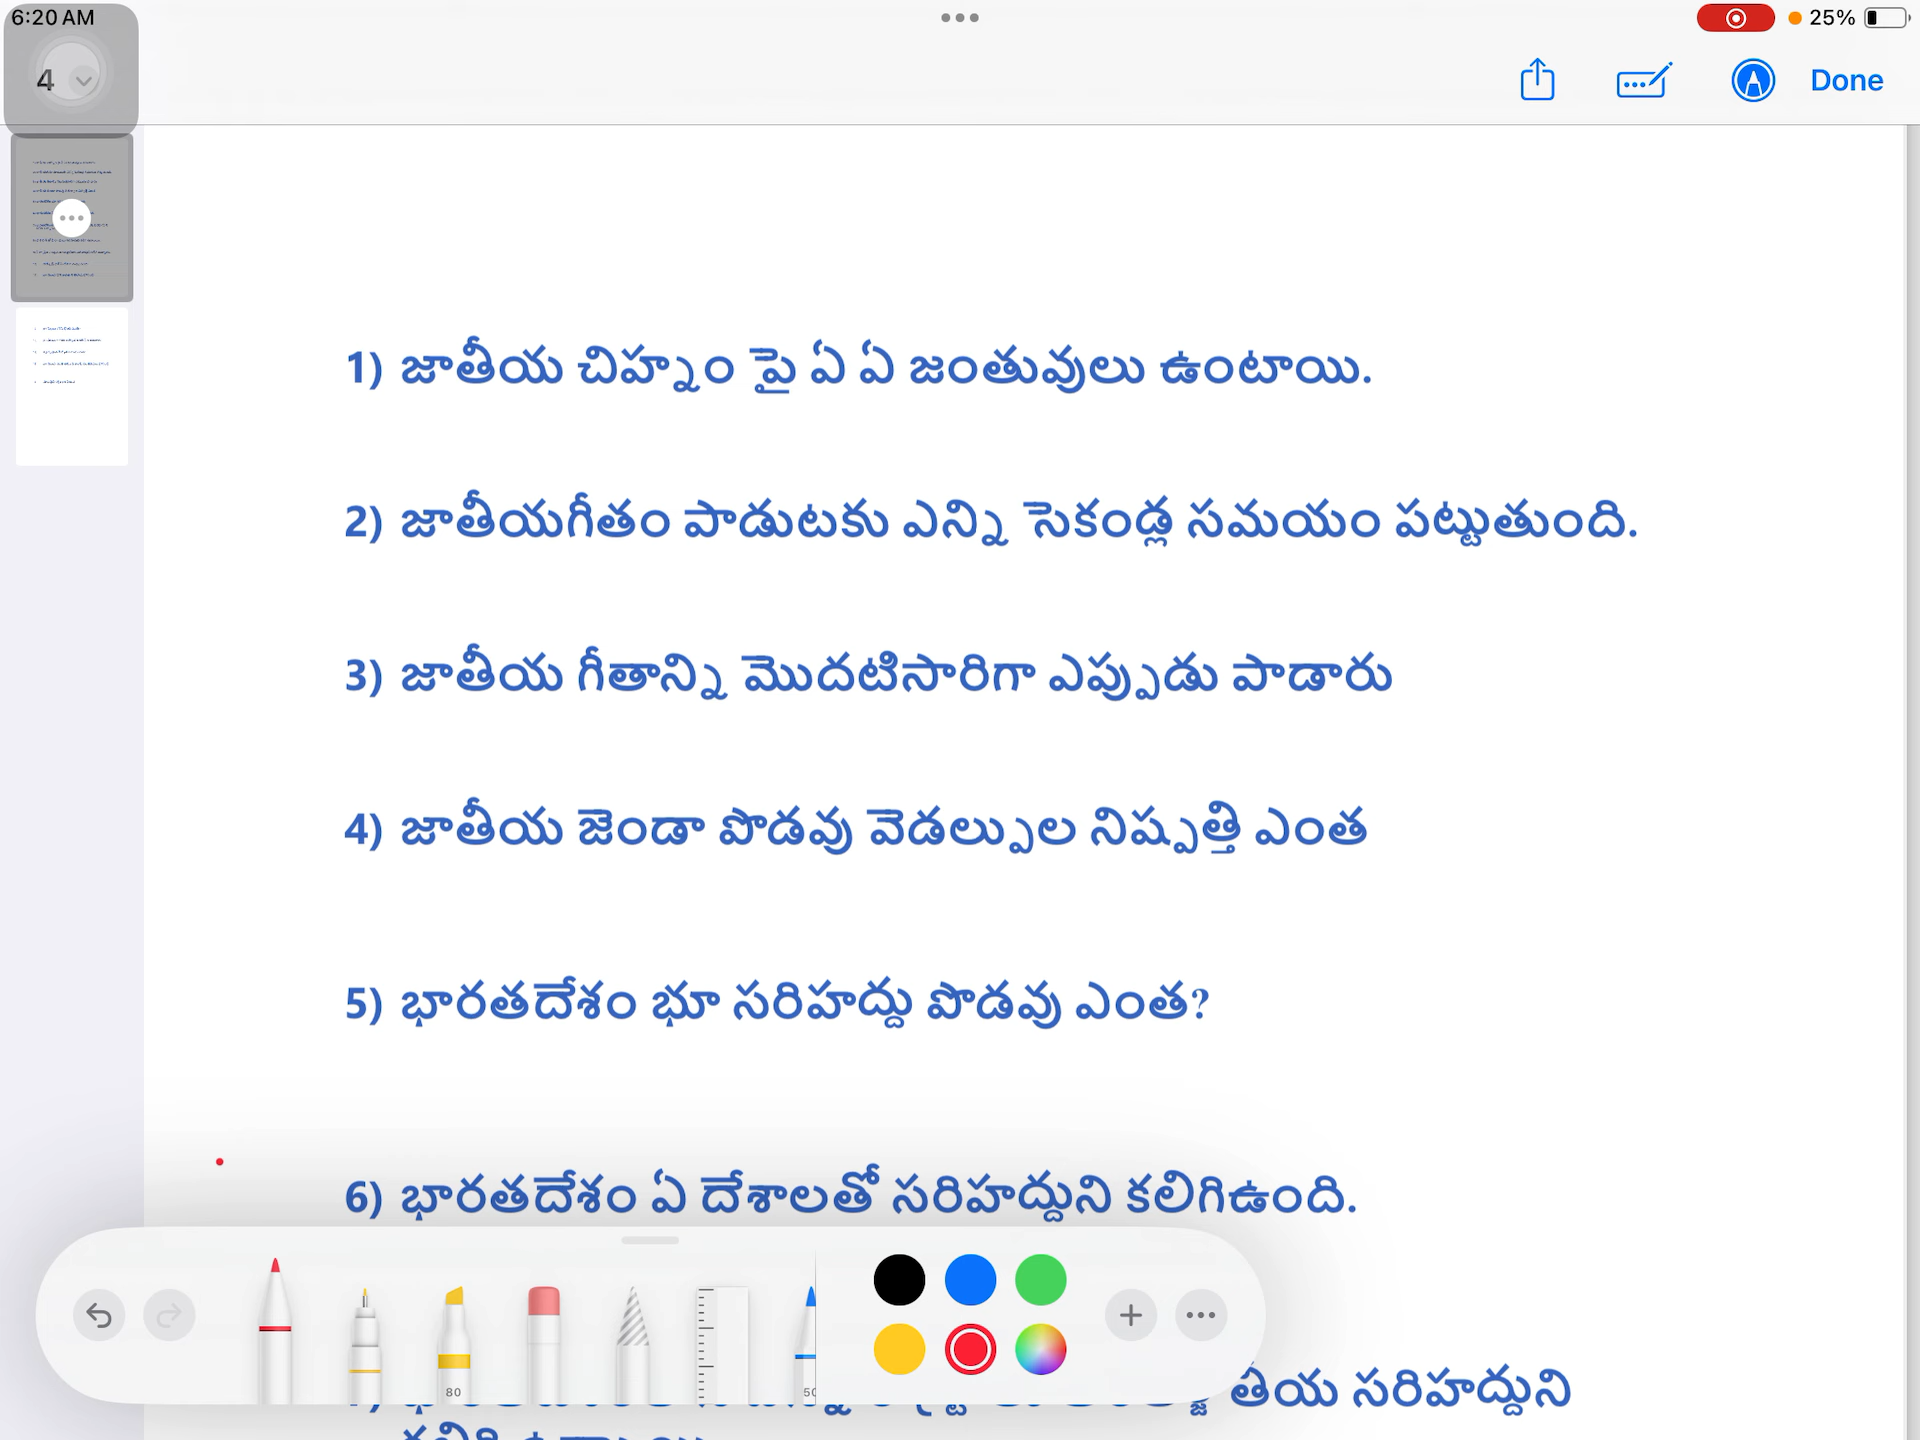 6:20 AM
25%
4
Done
1) జాతీయ చిహ్నం పై ఏ ఏ జంతువులు ఉంటాయి.
2) జాతీయగీతం పాడుటకు ఎన్ని సెకండ్ల సమయం పట్టుతుంది.
3) జాతీయ గీతాన్ని మొదటిసారిగా ఎప్పుడు పాడారు
4) జాతీయ జెండా పొడవు వెడల్పుల నిష్పత్తి ఎంత
5) భారతదేశం భూ సరిహద్దు పొడవు ఎంత?
6) భారతదేశం ఏ దేశాలతో సరిహద్దుని కలిగిఉంది.
సరిహద్దుని
80
50